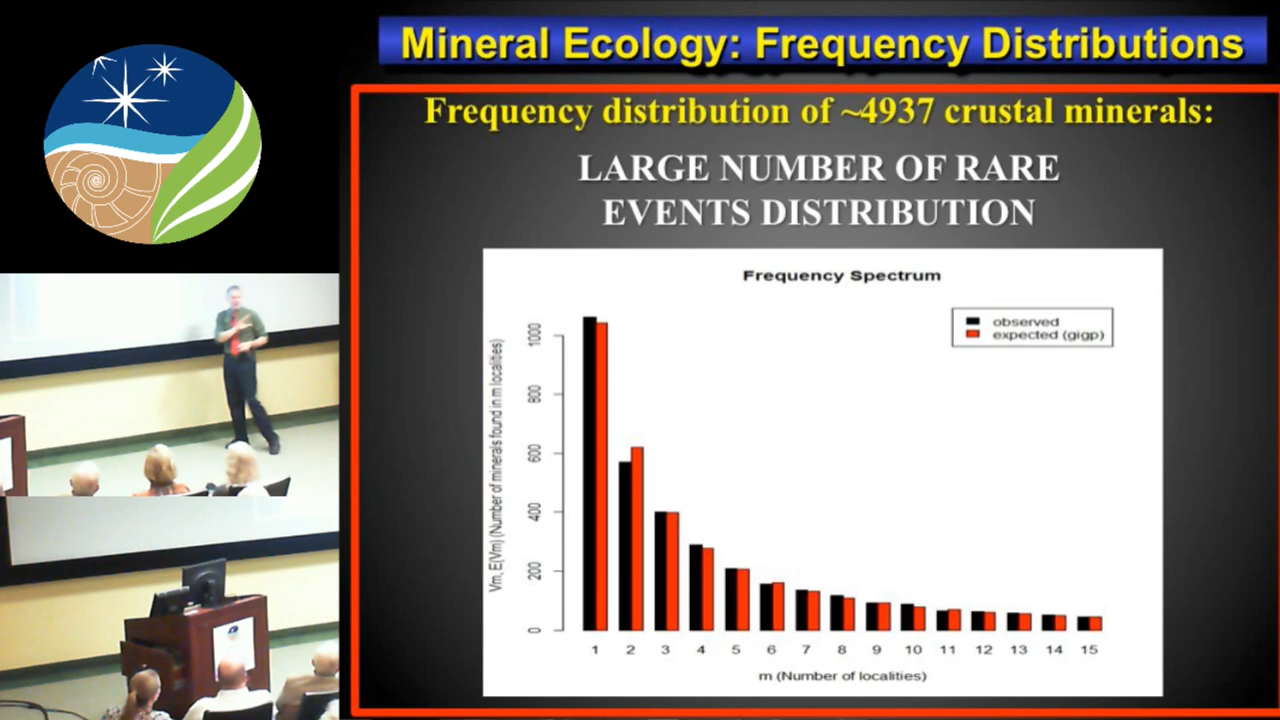 Mineral Ecology: Frequency Distributions
Frequency distribution of ~4937 crustal minerals:
LARGE NUMBER OF RARE
EVENTS DISTRIBUTION
Frequency Spectrum
observed
expected (gigp)
Vm, E(Vm) (Number of minerals found in m localities)
1000
800
600
400
200
0
1 2 3 4 5 6 7 8 9 10 11 12 13 14 15
m (Number of localities)